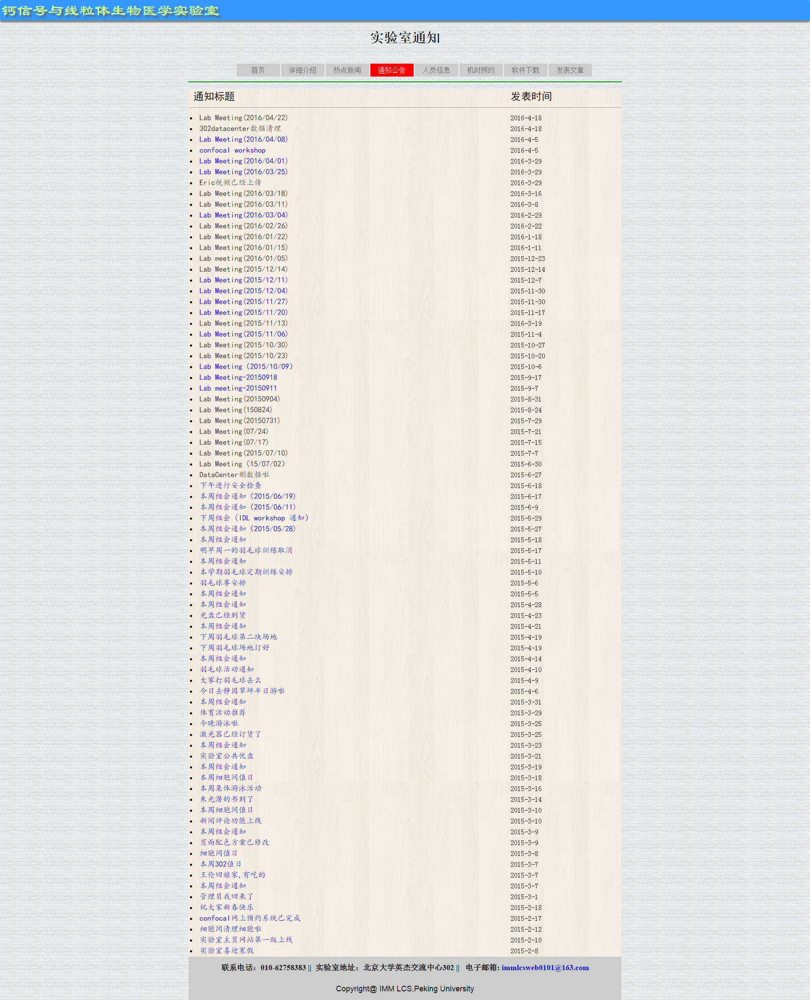 钙信号与线粒体生物医学实验室
实验室通知
首页 详细介绍 热点新闻 通知公告 人员信息 机时预约 软件下载 发表文章
通知标题 发表时间
Lab Meeting(2016/04/22) 2016-4-18
302datacenter数据清理 2016-4-18
Lab Meeting(2016/04/08) 2016-4-5
confocal workshop 2016-4-5
Lab Meeting(2016/04/01) 2016-3-29
Lab Meeting(2016/03/25) 2016-3-29
Eric视频已经上传 2016-3-29
Lab Meeting(2016/03/18) 2016-3-16
Lab Meeting(2016/03/11) 2016-3-8
Lab Meeting(2016/03/04) 2016-2-29
Lab Meeting(2016/02/26) 2016-2-22
Lab Meeting(2016/01/22) 2016-1-18
Lab Meeting(2016/01/15) 2016-1-11
Lab meeting(2016/01/05) 2015-12-23
Lab Meeting(2015/12/14) 2015-12-14
Lab Meeting(2015/12/11) 2015-12-7
Lab Meeting(2015/12/04) 2015-11-30
Lab Meeting(2015/11/27) 2015-11-30
Lab Meeting(2015/11/20) 2015-11-17
Lab Meeting(2015/11/13) 2016-3-19
Lab Meeting(2015/11/06) 2015-11-4
Lab Meeting(2015/10/30) 2015-10-27
Lab Meeting(2015/10/23) 2015-10-20
Lab Meeting（2015/10/09） 2015-10-6
Lab Meeting-20150918 2015-9-17
Lab meeting-20150911 2015-9-7
Lab Meeting(20150904) 2015-8-31
Lab Meeting(150824) 2015-8-24
Lab Meeting(20150731) 2015-7-29
Lab Meeting(07/24) 2015-7-21
Lab Meeting(07/17) 2015-7-15
Lab Meeting(2015/07/10) 2015-7-7
Lab Meeting（15/07/02） 2015-6-30
DataCenter删数据啦 2015-6-27
下午进行安全检查 2015-6-18
本周组会通知（2015/06/19） 2015-6-17
本周组会通知（2015/06/11） 2015-6-9
下周组会（IDL workshop 通知） 2015-5-29
本周组会通知（2015/05/28） 2015-5-27
本周组会通知 2015-5-18
明早周一的羽毛球训练取消 2015-5-17
本周组会通知 2015-5-11
本学期羽毛球定期训练安排 2015-5-10
羽毛球赛安排 2015-5-6
本周组会通知 2015-5-5
本周组会通知 2015-4-28
光盘已经到货 2015-4-23
本周组会通知 2015-4-21
下周羽毛球第二块场地 2015-4-19
下周羽毛球场地订好 2015-4-19
本周组会通知 2015-4-14
羽毛球活动通知 2015-4-10
大家打羽毛球去么 2015-4-9
今日去静园草坪半日游啦 2015-4-6
本周组会通知 2015-3-31
体育活动推荐 2015-3-29
今晚游泳啦 2015-3-25
激光器已经订货了 2015-3-25
本周组会通知 2015-3-23
实验室公共优盘 2015-3-21
本周组会通知 2015-3-19
本周细胞间值日 2015-3-18
本周集体游泳活动 2015-3-16
朱光潜的书到了 2015-3-14
本周细胞间值日 2015-3-10
新闻评论功能上线 2015-3-10
本周组会通知 2015-3-9
页面配色方案已修改 2015-3-9
细胞间值日 2015-3-8
本周302值日 2015-3-7
王伦回娘家,有吃的 2015-3-7
本周组会通知 2015-3-7
管理员我回来了 2015-3-1
祝大家新春快乐 2015-2-18
confocal网上预约系统已完成 2015-2-17
细胞间清理细胞啦 2015-2-12
实验室主页网站第一版上线 2015-2-10
实验室喜迎寒假 2015-2-8
联系电话：010-62758383 || 实验室地址：北京大学英杰交流中心302 || 电子邮箱: immlcsweb0101@163.com
Copyright@ IMM LCS,Peking University